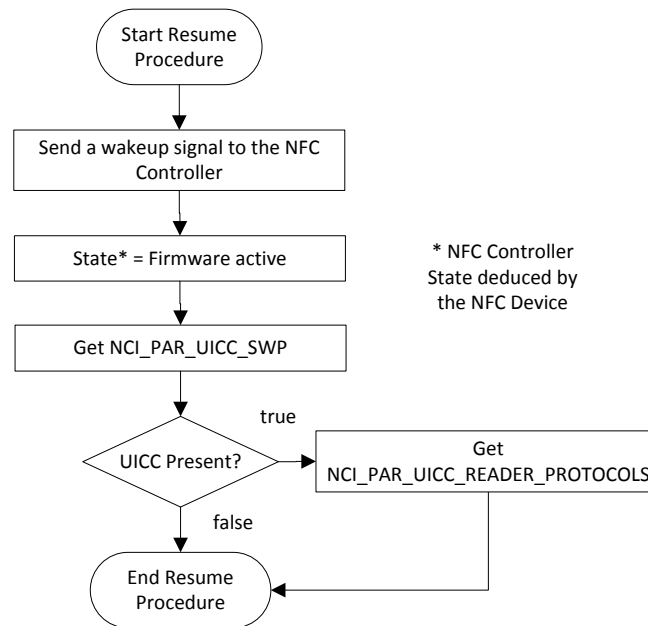 Start Resume
Procedure
Send a wakeup signal to the NFC
Controller
State* = Firmware active
* NFC Controller
State deduced by
the NFC Device
Get NCI_PAR_UICC_SWP
true
UICC Present?
Get
NCI_PAR_UICC_READER_PROTOCOLS
false
End Resume
Procedure